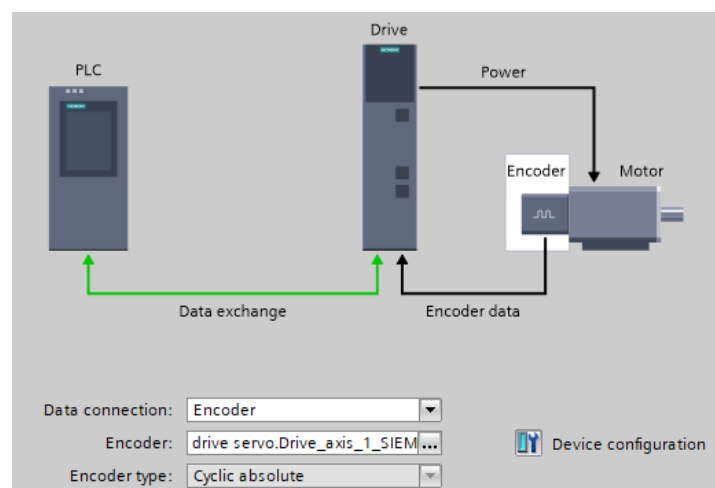 Drive
PLC
Power
Encoder
Motor
Data exchange
Encoder data
Data connection: Encoder
Encoder: drive servo.Drive_axis_1_SIEM...
Device configuration
Encoder type: Cyclic absolute